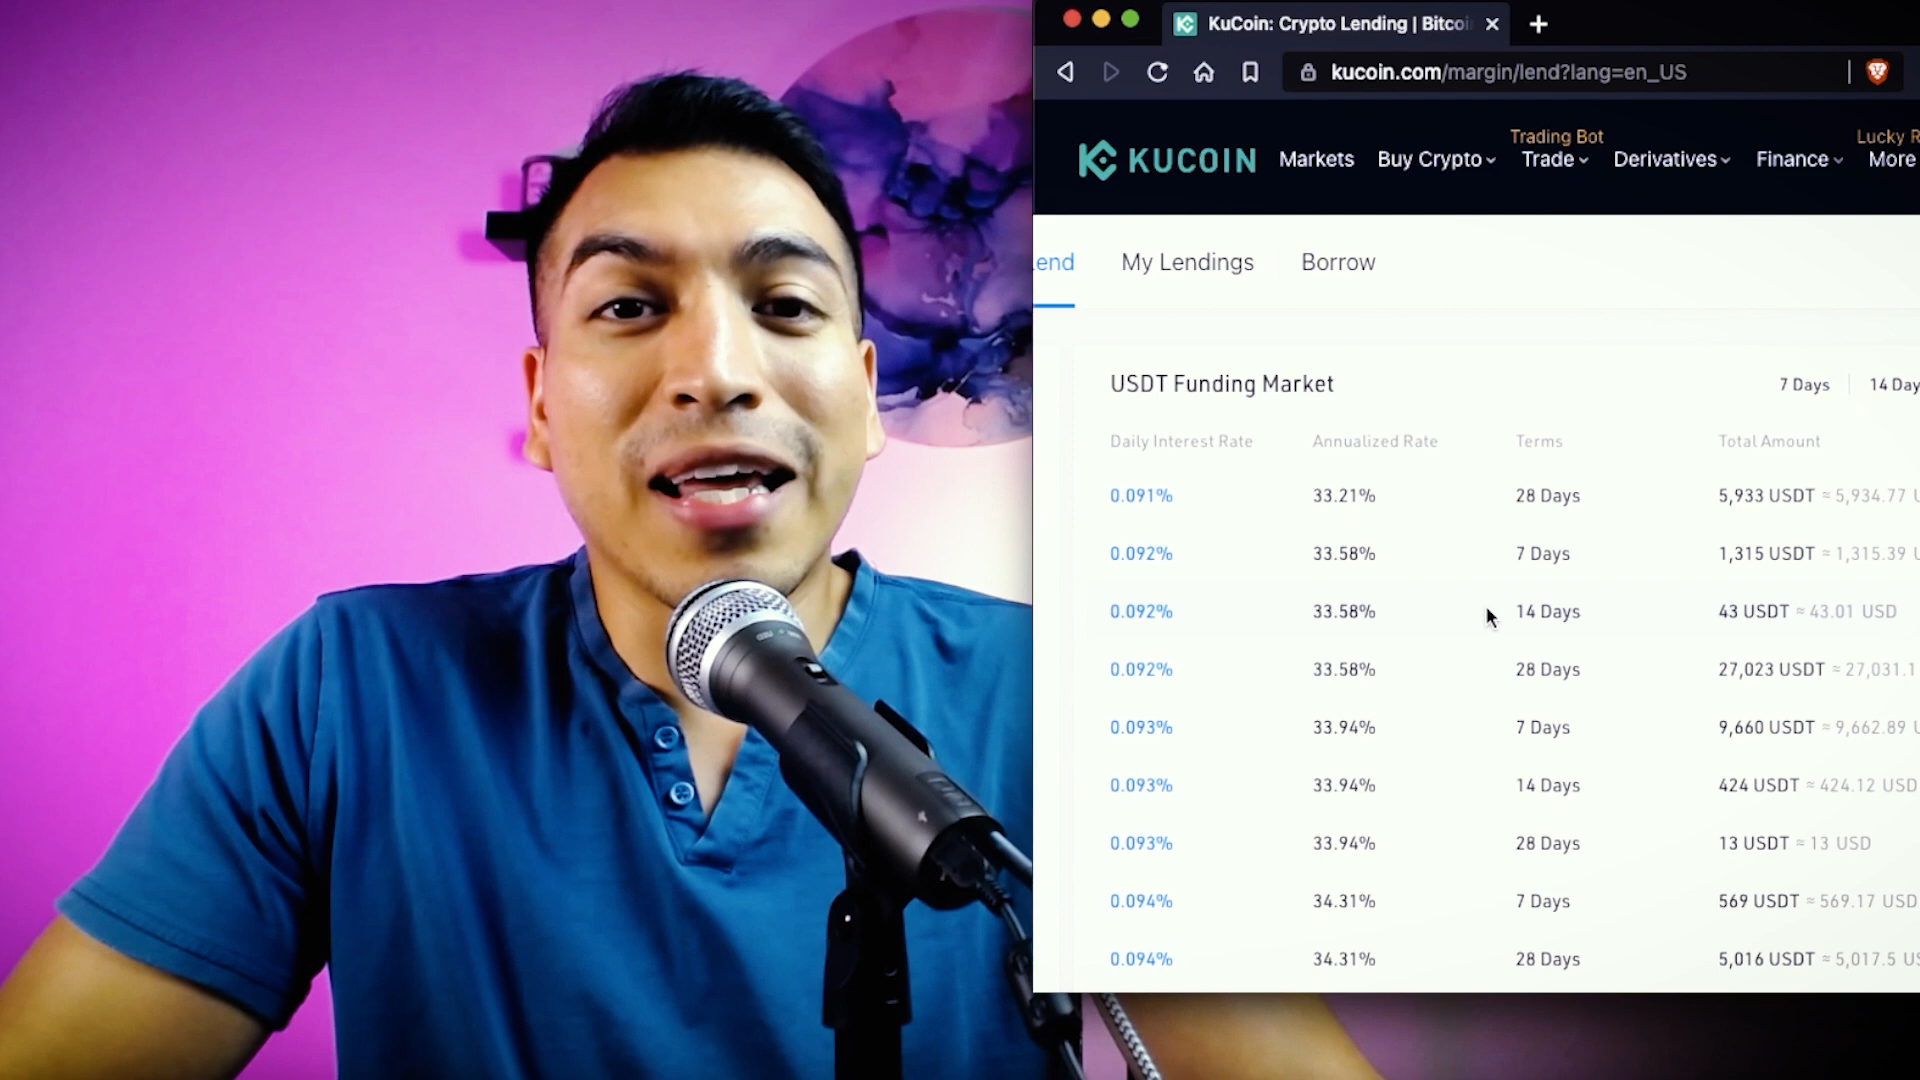 KuCoin: Crypto Lending | Bitcoi
kucoin.com/margin/lend?lang=en_US
KUCOIN Markets Buy Crypto Trading Bot Trade Derivatives Finance Lucky R More
end My Lendings Borrow
USDT Funding Market 7 Days 14 Day
Daily Interest Rate Annualized Rate Terms Total Amount
0.091% 33.21% 28 Days 5,933 USDT ≈ 5,934.77 U
0.092% 33.58% 7 Days 1,315 USDT ≈ 1,315.39 U
0.092% 33.58% 14 Days 43 USDT ≈ 43.01 USD
0.092% 33.58% 28 Days 27,023 USDT ≈ 27,031.1
0.093% 33.94% 7 Days 9,660 USDT ≈ 9,662.89 U
0.093% 33.94% 14 Days 424 USDT ≈ 424.12 USD
0.093% 33.94% 28 Days 13 USDT ≈ 13 USD
0.094% 34.31% 7 Days 569 USDT ≈ 569.17 USD
0.094% 34.31% 28 Days 5,016 USDT ≈ 5,017.5 US